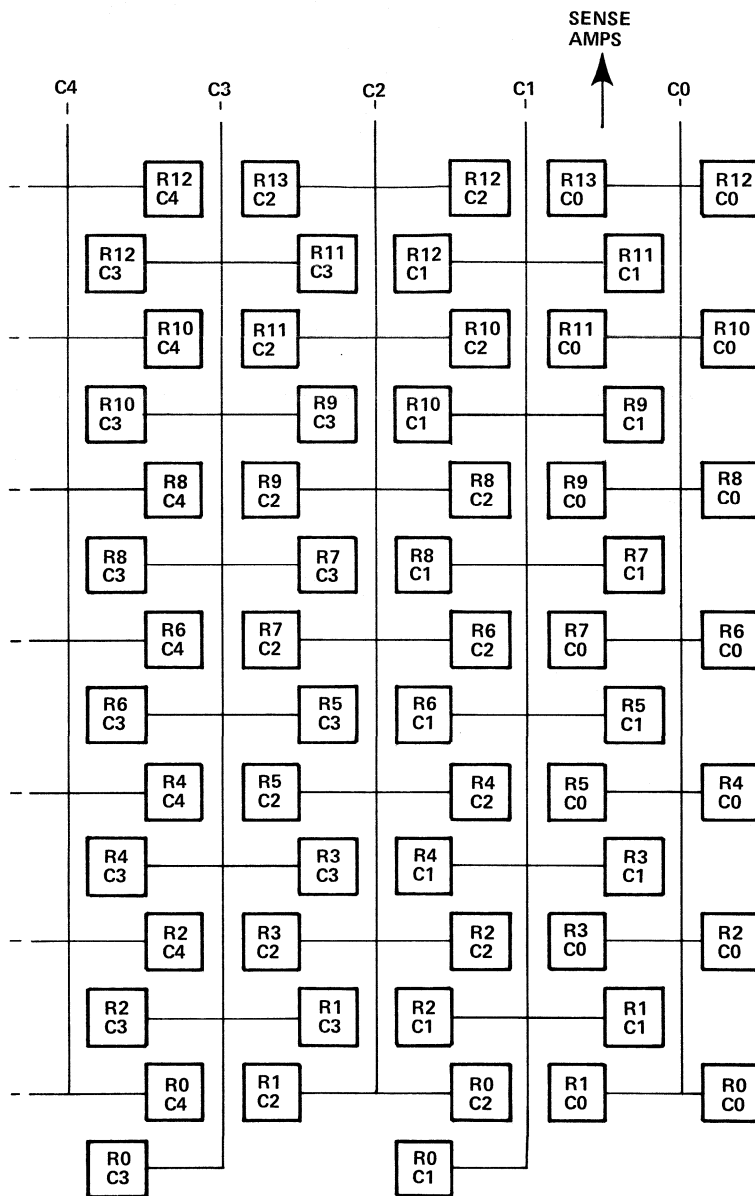 SENSE
AMPS
C4 C3 C2 C1 C0
R12 R13 R12 R13 R12
C4 C2 C2 C0 C0
R12 R11 R12 R11
C3 C3 C1 C1
R10 R11 R10 R11 R10
C4 C2 C2 C0 C0
R10 R9 R10 R9
C3 C3 C1 C1
R8 R9 R8 R9 R8
C4 C2 C2 C0 C0
R8 R7 R8 R7
C3 C3 C1 C1
R6 R7 R6 R7 R6
C4 C2 C2 C0 C0
R6 R5 R6 R5
C3 C3 C1 C1
R4 R5 R4 R5 R4
C4 C2 C2 C0 C0
R4 R3 R4 R3
C3 C3 C1 C1
R2 R3 R2 R3 R2
C4 C2 C2 C0 C0
R2 R1 R2 R1
C3 C3 C1 C1
R0 R1 R0 R1 R0
C4 C2 C2 C0 C0
R0 R0
C3 C1